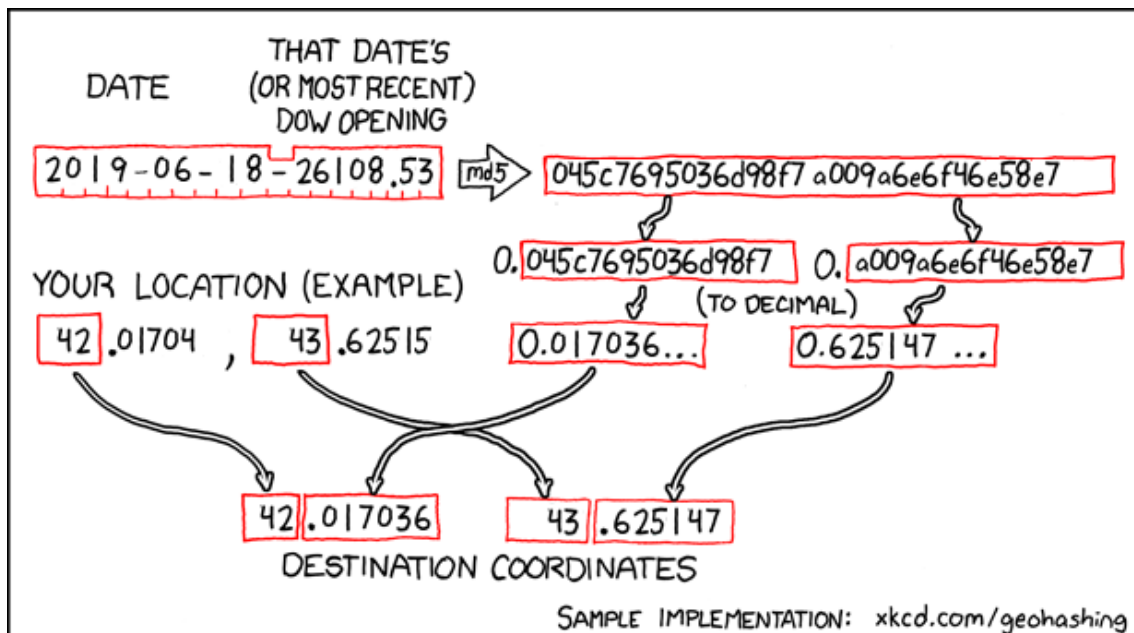 DATE
THAT DATE'S
(OR MOST RECENT)
DOW OPENING
2019-06-18-26108.53
md5
045c7695036d98f7a009a6e6f46e58e7
0.045c7695036d98f7
0.a009a6e6f46e58e7
(TO DECIMAL)
YOUR LOCATION (EXAMPLE)
42.01704, 43.62515
0.017036...
0.625147...
42.017036
43.625147
DESTINATION COORDINATES
SAMPLE IMPLEMENTATION: xkcd.com/geohashing